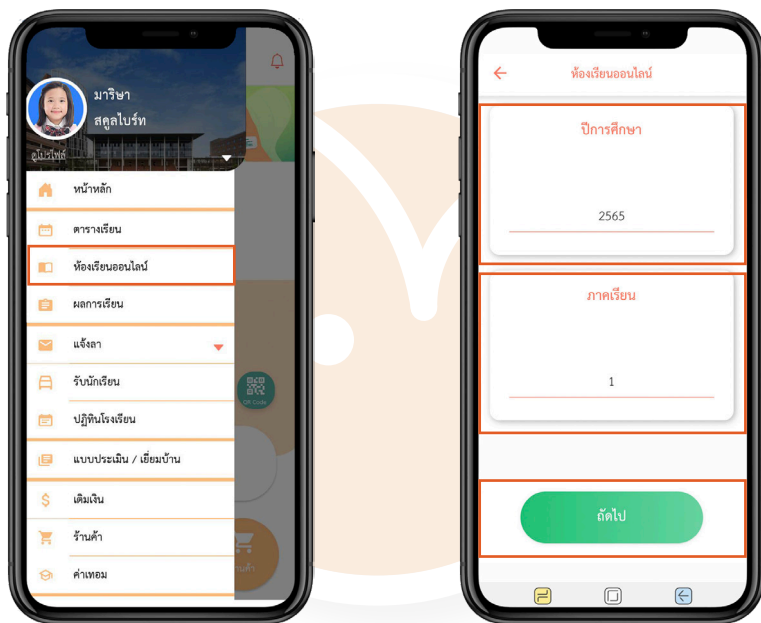 มาริษา
สคูลไบร์ท
ดูโปรไฟล์
หน้าหลัก
ตารางเรียน
ห้องเรียนออนไลน์
ผลการเรียน
แจ้งลา
รับนักเรียน
ปฏิทินโรงเรียน
แบบประเมิน / เยี่ยมบ้าน
เติมเงิน
ร้านค้า
ค่าเทอม
QR Code
ห้องเรียนออนไลน์
ปีการศึกษา
2565
ภาคเรียน
1
ถัดไป